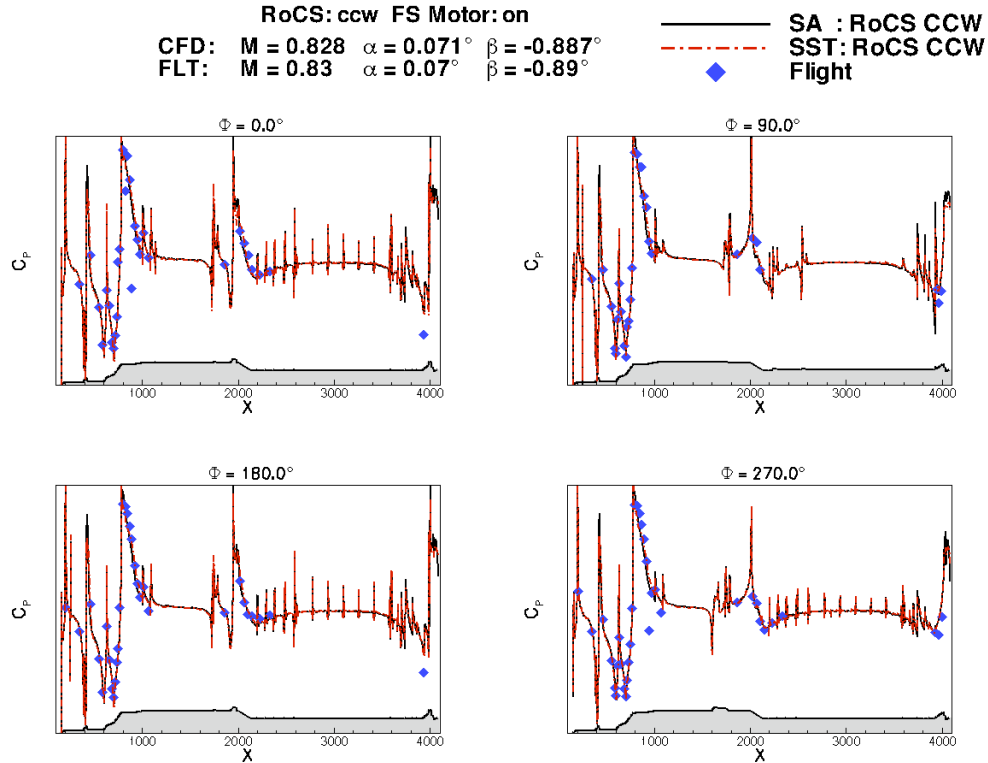 RoCS: ccw FS Motor: on
CFD: M = 0.828 α = 0.071° β = -0.887°
FLT: M = 0.83 α = 0.07° β = -0.89°
SA : RoCS CCW
SST: RoCS CCW
Flight
Φ = 0.0°
C_P
1000 2000 3000 4000
X
Φ = 90.0°
C_P
1000 2000 3000 4000
X
Φ = 180.0°
C_P
1000 2000 3000 4000
X
Φ = 270.0°
C_P
1000 2000 3000 4000
X